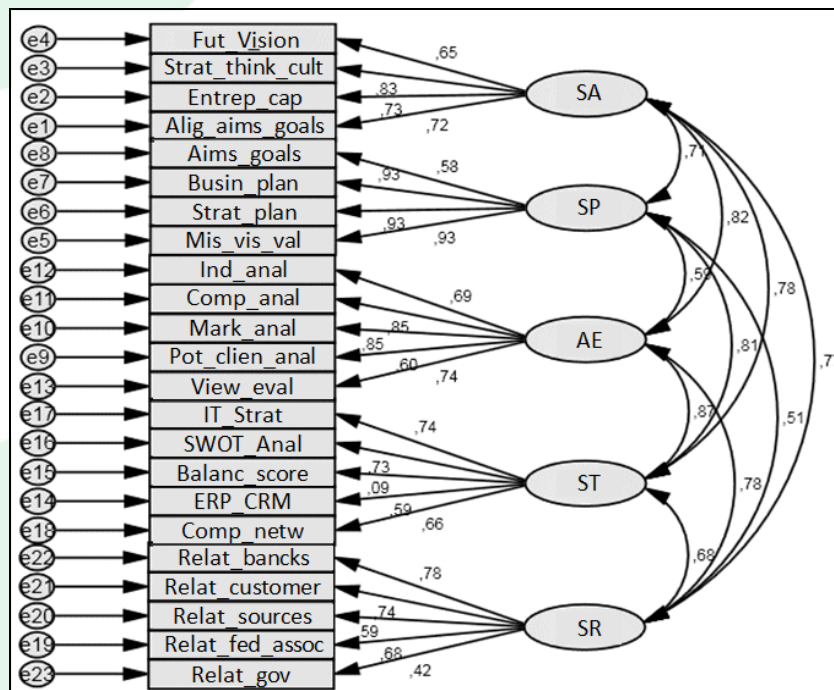 e4 Fut_Vision ,65
e3 Strat_think_cult
e2 Entrep_cap ,83 SA
e1 Alig_aims_goals ,73 ,72
e8 Aims_goals ,58 ,71
e7 Busin_plan ,93
e6 Strat_plan SP ,82
e5 Mis_vis_val ,93 ,93
e12 Ind_anal ,59 ,78
e11 Comp_anal ,69
e10 Mark_anal ,85 AE ,81
e9 Pot_clien_anal ,85 ,60
e13 View_eval ,74
e17 IT_Strat ,74 ,87 ,51
e16 SWOT_Anal
e15 Balanc_score ,73 ST ,78
e14 ERP_CRM ,09 ,59
e18 Comp_netw ,66
e22 Relat_bancks ,78 ,68
e21 Relat_customer
e20 Relat_sources ,74 SR
e19 Relat_fed_assoc 59 ,68
e23 Relat_gov ,42